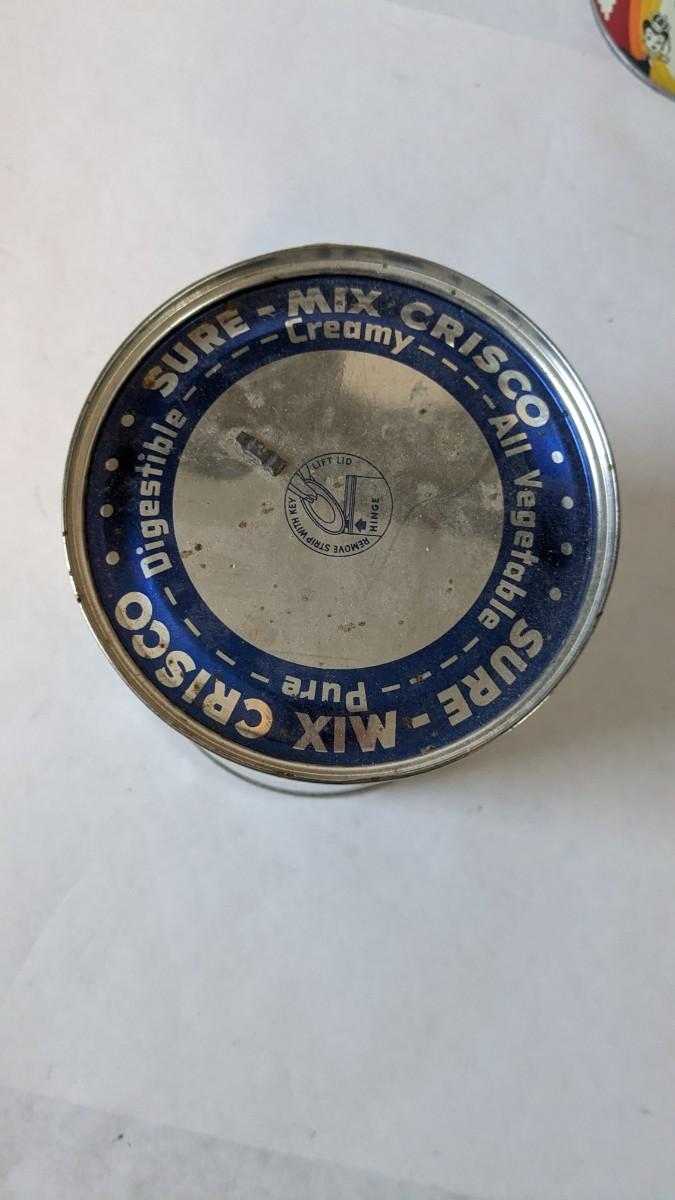 SURE - MIX CRISCO
Creamy
All Vegetable
SURE - MIX CRISCO
Pure
Digestible
LIFT LID
HINGE
REMOVE STRIP WITH KEY